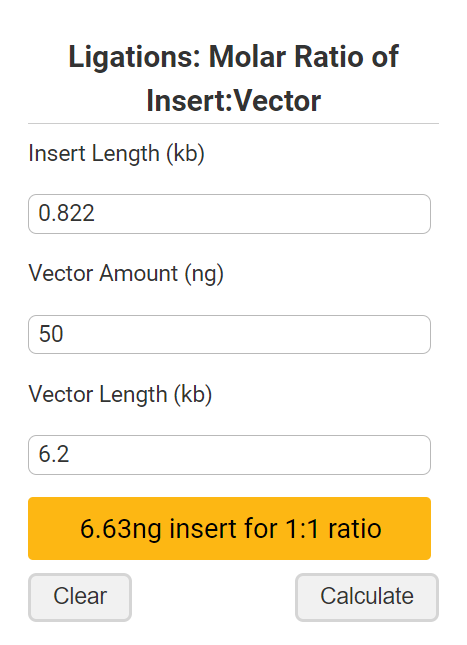 Ligations: Molar Ratio of
Insert:Vector
Insert Length (kb)
0.822
Vector Amount (ng)
50
Vector Length (kb)
6.2
6.63ng insert for 1:1 ratio
Clear
Calculate